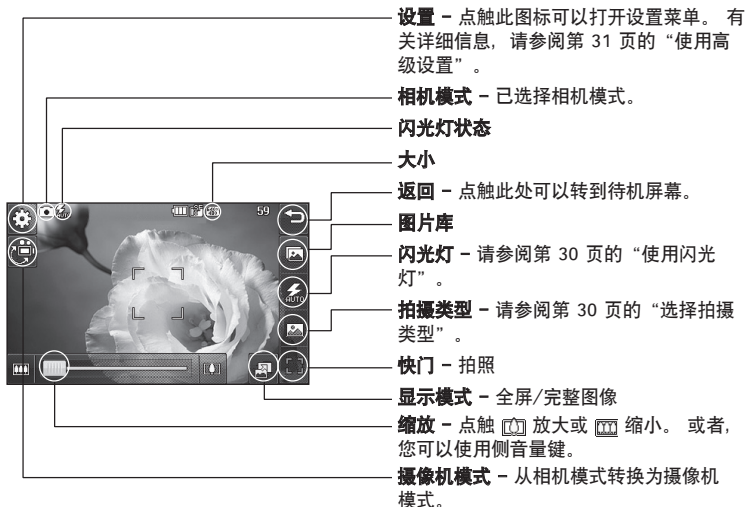 设置 – 点触此图标可以打开设置菜单。 有
关详细信息, 请参阅第 31 页的“使用高
级设置”。
相机模式 – 已选择相机模式。
闪光灯状态
大小
返回 – 点触此处可以转到待机屏幕。
图片库
闪光灯 – 请参阅第 30 页的“使用闪光
灯”。
拍摄类型 – 请参阅第 30 页的“选择拍摄
类型”。
快门 – 拍照
显示模式 – 全屏/完整图像
缩放 – 点触 放大或 缩小。 或者,
您可以使用侧音量键。
摄像机模式 – 从相机模式转换为摄像机
模式。
59
AUTO